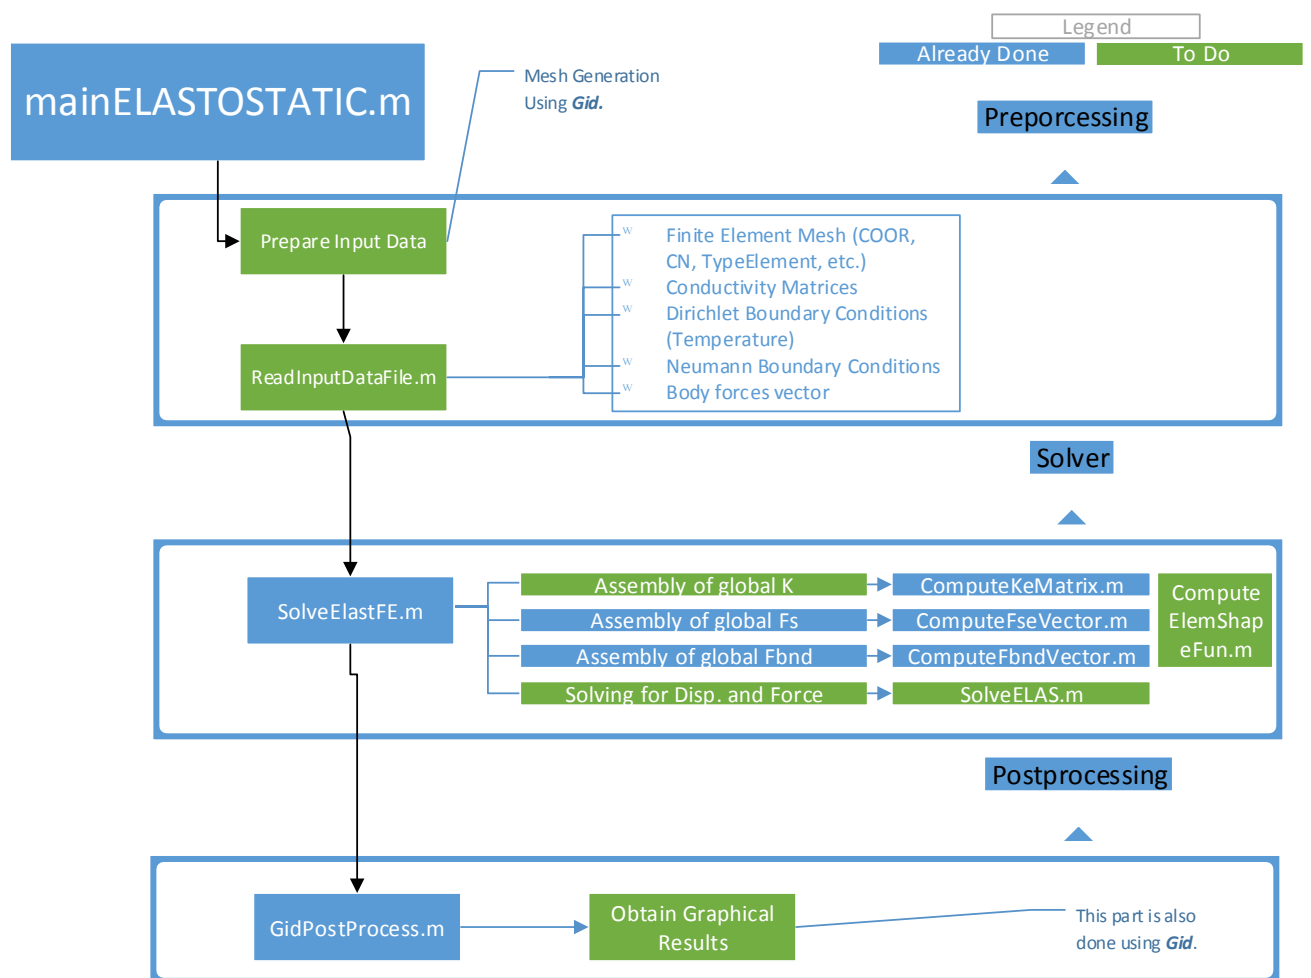 Legend
Already Done
To Do
mainELASTOSTATIC.m
Mesh Generation
Using Gid.
Preporcessing
Prepare Input Data
ReadInputDataFile.m
w Finite Element Mesh (COOR,
CN, TypeElement, etc.)
w Conductivity Matrices
w Dirichlet Boundary Conditions
(Temperature)
w Neumann Boundary Conditions
w Body forces vector
Solver
SolveElastFE.m
Assembly of global K
ComputeKeMatrix.m
Assembly of global Fs
ComputeFseVector.m
Assembly of global Fbnd
ComputeFbndVector.m
Solving for Disp. and Force
SolveELAS.m
Compute
ElemShap
eFun.m
Postprocessing
GidPostProcess.m
Obtain Graphical
Results
This part is also
done using Gid.